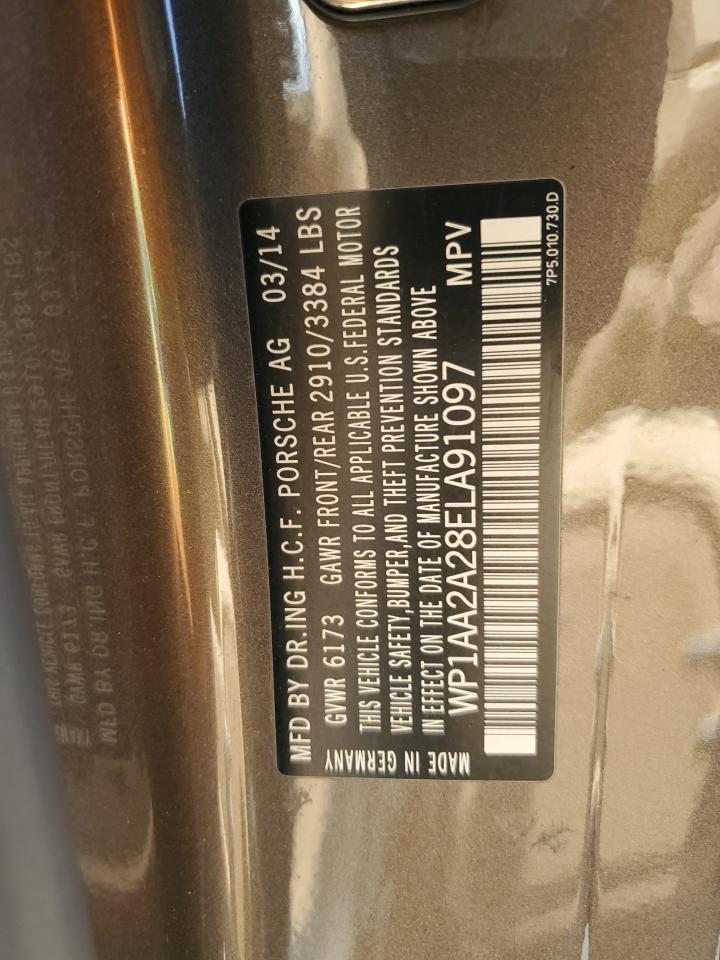 MFD BY DR.ING H.C.F. PORSCHE AG 03/14
GVWR 6173 GAWR FRONT/REAR 2910/3384 LBS
THIS VEHICLE CONFORMS TO ALL APPLICABLE U.S.FEDERAL MOTOR
VEHICLE SAFETY,BUMPER,AND THEFT PREVENTION STANDARDS
IN EFFECT ON THE DATE OF MANUFACTURE SHOWN ABOVE
WP1AA2A28ELA91097 MPV
MADE IN GERMANY
7P5.010.730.D